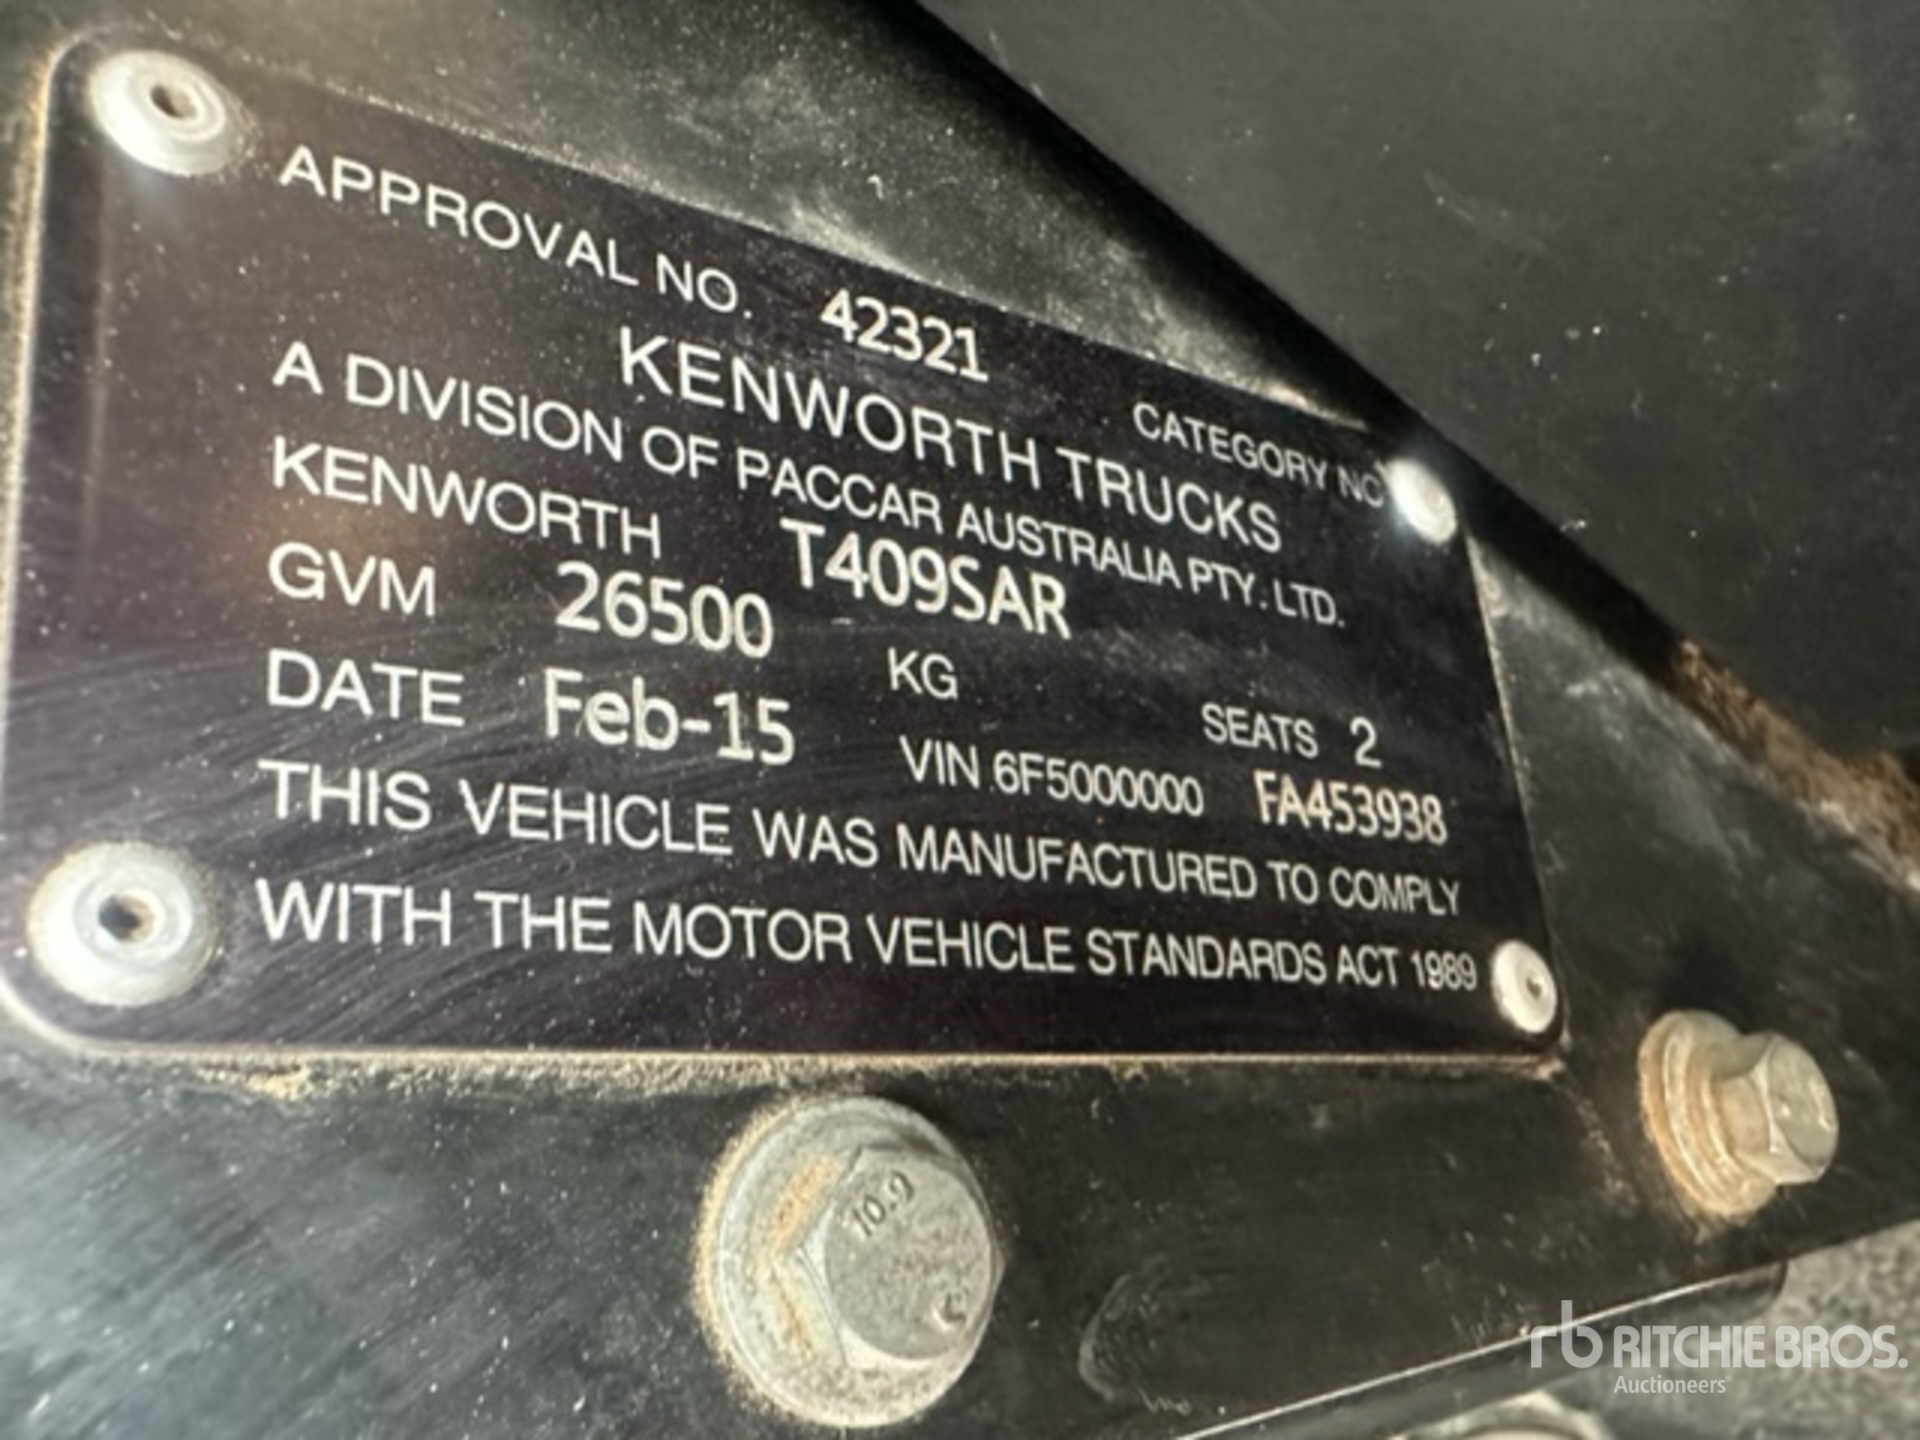 APPROVAL NO. 42321 CATEGORY NO
KENWORTH TRUCKS
A DIVISION OF PACCAR AUSTRALIA PTY. LTD.
KENWORTH T409SAR
GVM 26500 KG SEATS 2
DATE Feb-15 VIN 6F5000000 FA453938
THIS VEHICLE WAS MANUFACTURED TO COMPLY
WITH THE MOTOR VEHICLE STANDARDS ACT 1989
10.9
rb RITCHIE BROS.
Auctioneers